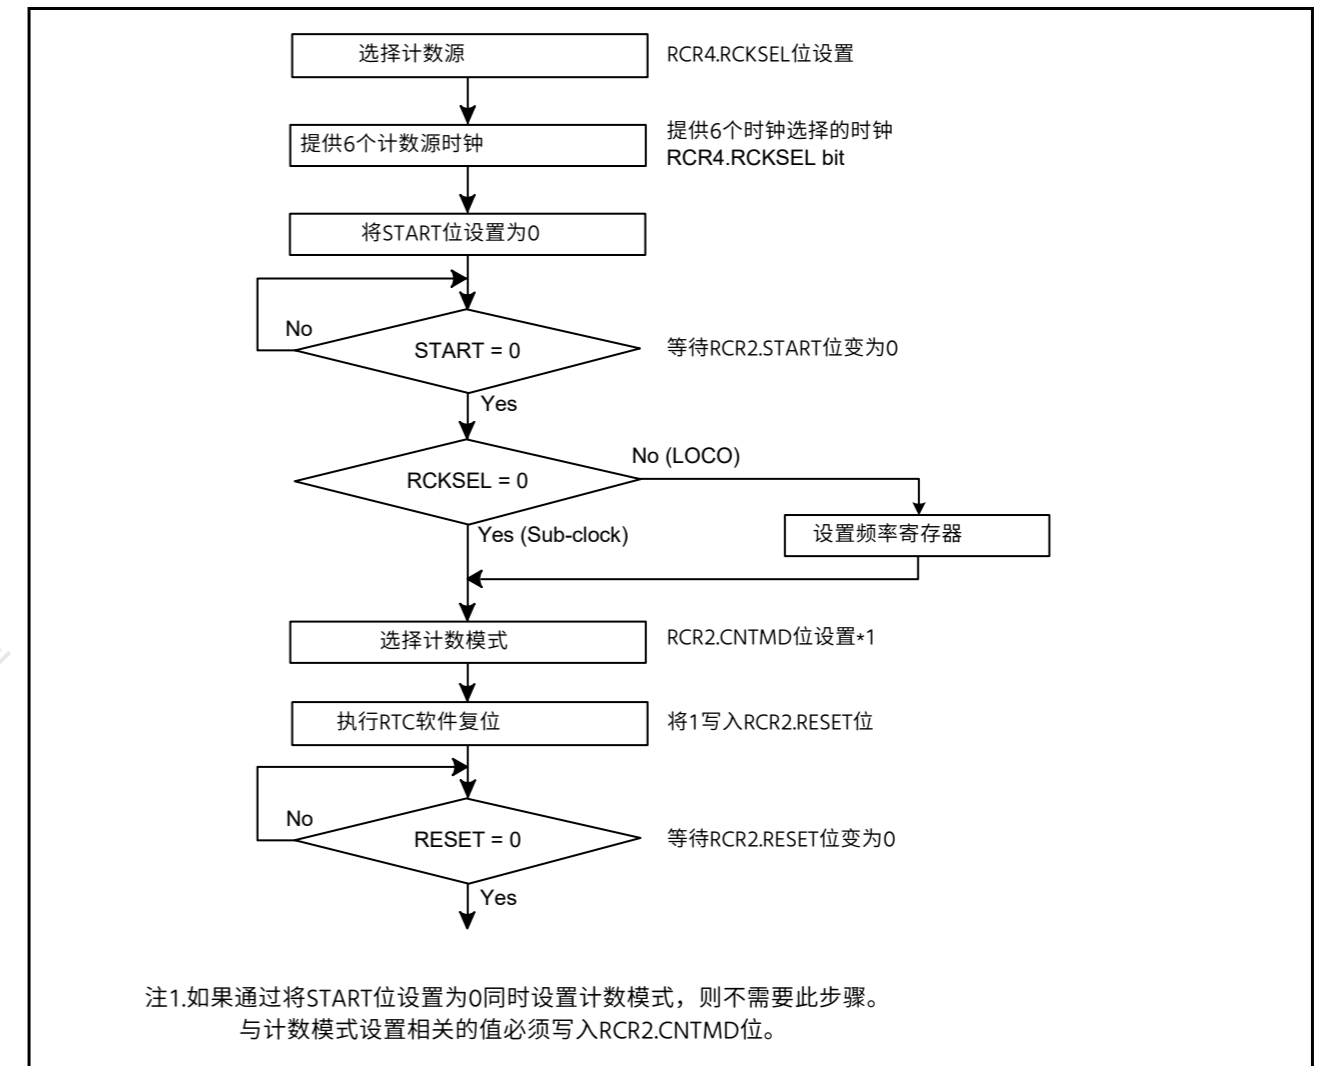 选择计数源
RCR4.RCKSEL位设置
提供6个计数源时钟
提供6个时钟选择的时钟
RCR4.RCKSEL bit
将START位设置为0
No
START = 0
等待RCR2.START位变为0
Yes
No (LOCO)
RCKSEL = 0
Yes (Sub-clock)
设置频率寄存器
选择计数模式
RCR2.CNTMD位设置*1
执行RTC软件复位
将1写入RCR2.RESET位
No
RESET = 0
等待RCR2.RESET位变为0
Yes
注1.如果通过将START位设置为0同时设置计数模式，则不需要此步骤。
与计数模式设置相关的值必须写入RCR2.CNTMD位。